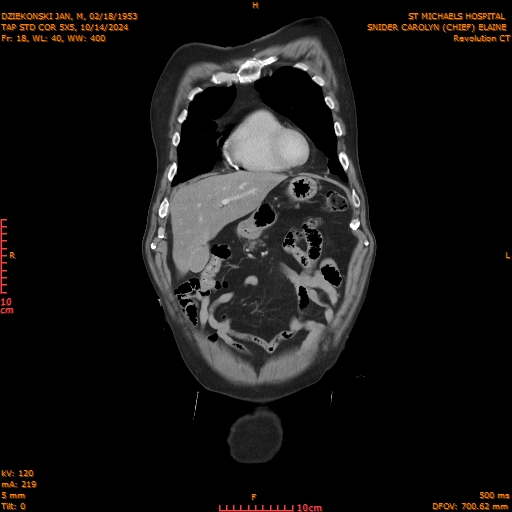 H
DZIEKONSKI JAN, M, 02/18/1953
TAP STD COR 5X5, 10/14/2024
Fr: 18, WL: 40, WW: 400
ST MICHAELS HOSPITAL
SNIDER CAROLYN (CHIEF) ELAINE
Revolution CT
R
L
10
cm
kV: 120
mA: 219
5 mm
Tilt: 0
F
10cm
500 ms
DFOV: 700.62 mm